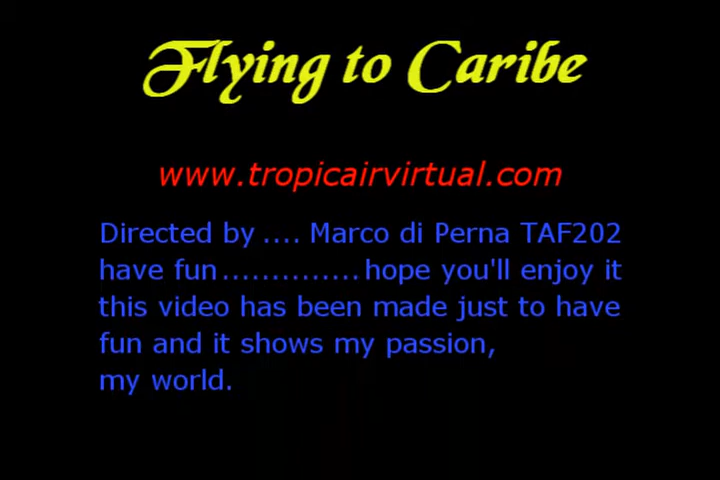 Flying to Caribe
www.tropicairvirtual.com
Directed by .... Marco di Perna TAF202
have fun..............hope you'll enjoy it
this video has been made just to have
fun and it shows my passion,
my world.